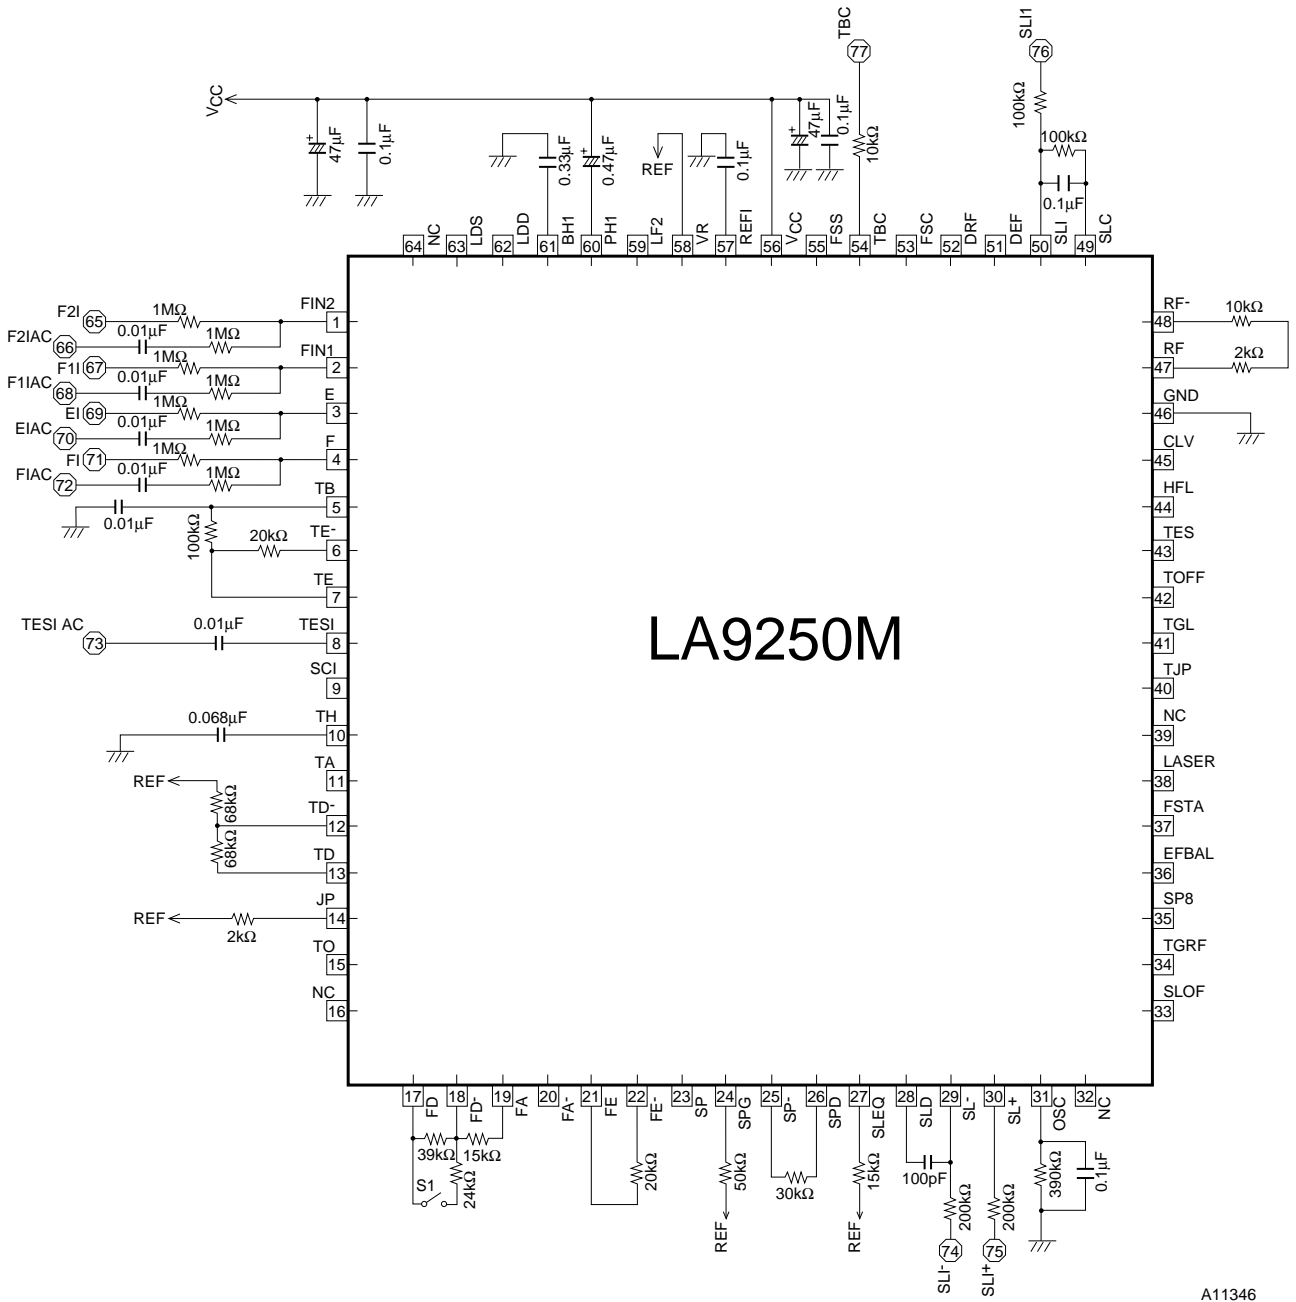 TBC
77
SLI1
76
VCC
47µF
0.1µF
0.33µF
0.47µF
REF
0.1µF
47µF
0.1µF
10kΩ
100kΩ
100kΩ
0.1µF
64 NC
63 LDS
62 LDD
61 BH1
60 PH1
59 LF2
58 VR
57 REFI
56 VCC
55 FSS
54 TBC
53 FSC
52 DRF
51 DEF
50 SLI
49 SLC
F2I 65 1MΩ FIN2 1
F2IAC 66 0.01µF 1MΩ
F1I 67 1MΩ FIN1 2
F1IAC 68 0.01µF 1MΩ
EI 69 1MΩ E 3
EIAC 70 0.01µF 1MΩ
FI 71 1MΩ F 4
FIAC 72 0.01µF 1MΩ
0.01µF TB 5
100kΩ 20kΩ TE- 6
TE 7
TESI AC 73 0.01µF TESI 8
SCI 9
0.068µF TH 10
TA 11
REF 68kΩ TD- 12
68kΩ TD 13
REF 2kΩ JP 14
TO 15
NC 16
LA9250M
RF- 48 10kΩ
RF 47 2kΩ
GND 46
CLV 45
HFL 44
TES 43
TOFF 42
TGL 41
TJP 40
NC 39
LASER 38
FSTA 37
EFBAL 36
SP8 35
TGRF 34
SLOF 33
17 FD
18 FD-
19 FA
20 FA-
21 FE
22 FE-
23 SP
24 SPG
25 SP-
26 SPD
27 SLEQ
28 SLD
29 SL-
30 SL+
31 OSC
32 NC
39kΩ
15kΩ
S1
24kΩ
20kΩ
50kΩ
REF
30kΩ
15kΩ
REF
100pF
200kΩ
74
SLI-
200kΩ
75
SLI+
390kΩ
0.1µF
A11346